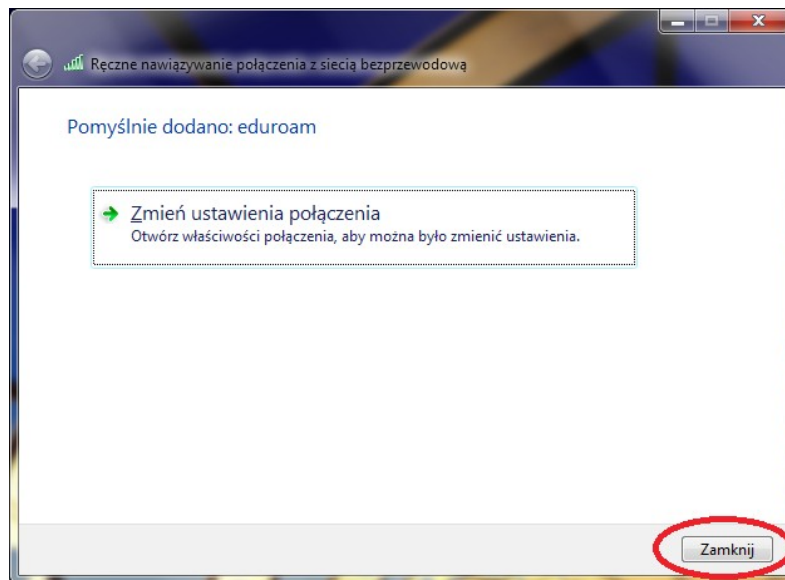 Ręczne nawiązywanie połączenia z siecią bezprzewodową
Pomyślnie dodano: eduroam
Zmień ustawienia połączenia
Otwórz właściwości połączenia, aby można było zmienić ustawienia.
Zamknij